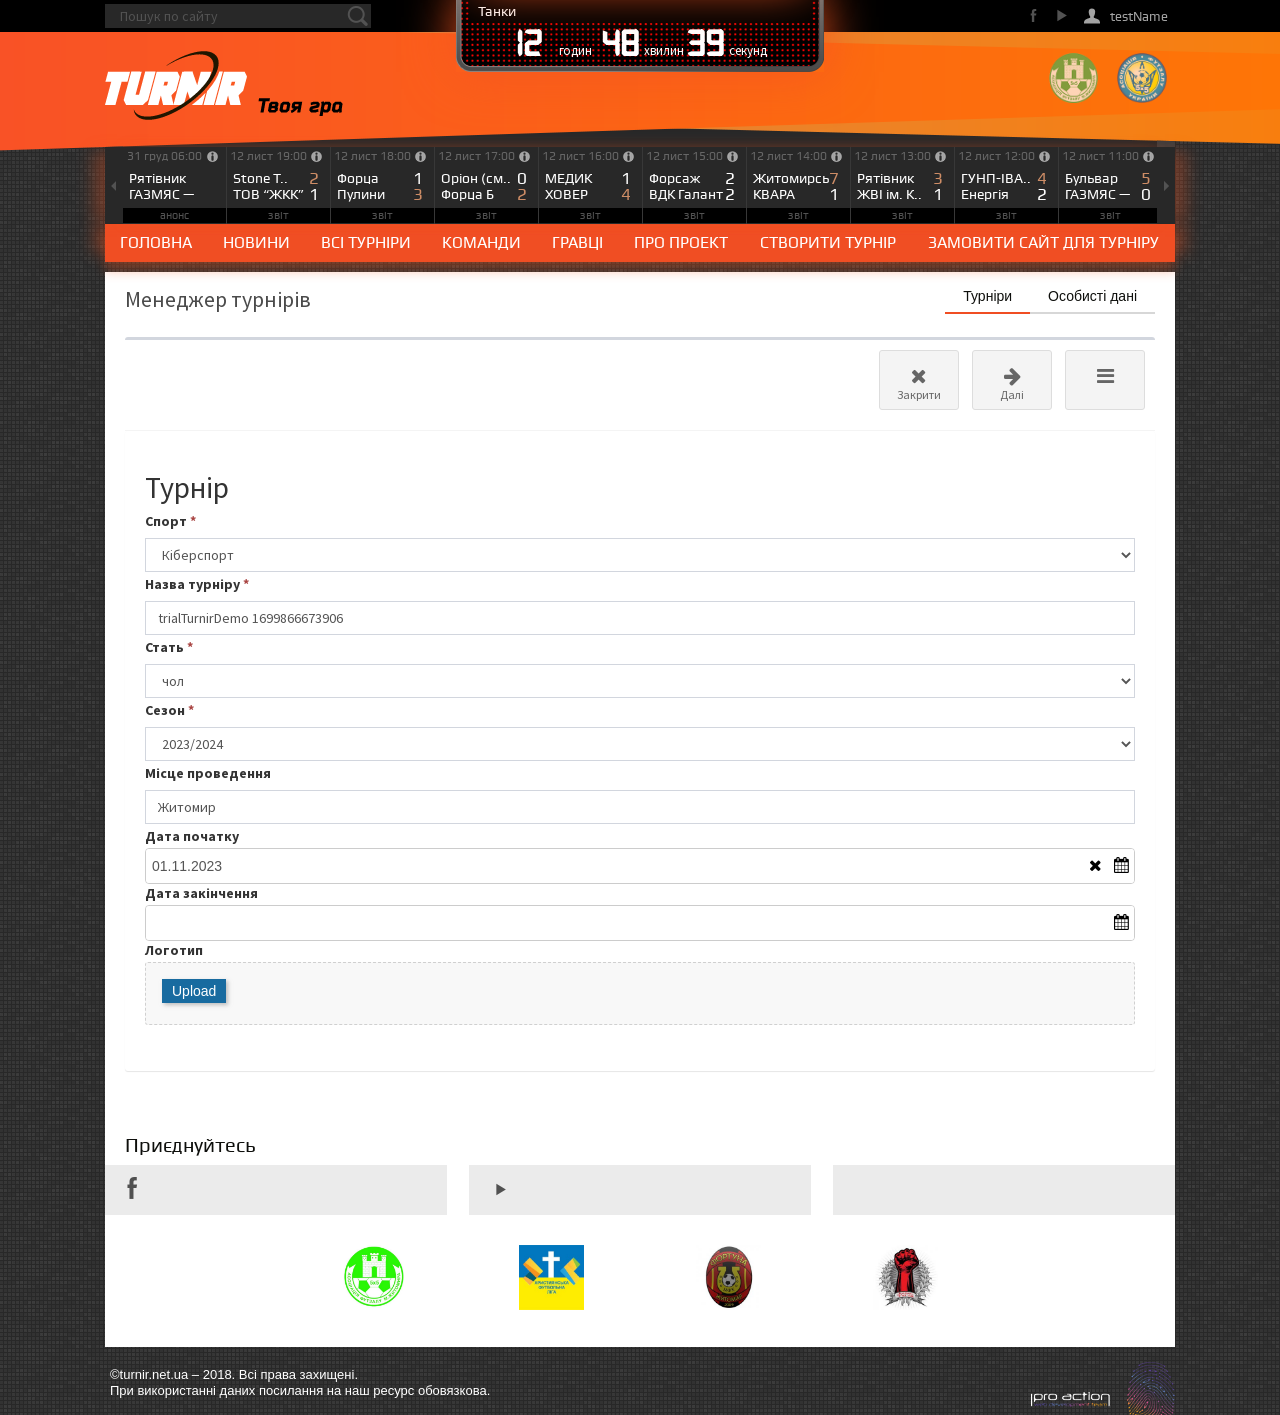 Пошук по сайту
Танки
12 годин 48 хвилин 39 секунд
testName
TURNIR
Твоя гра
31 груд 06:00
Рятівник
ГАЗМЯС —
анонс
12 лист 19:00
Stone T.. 2
ТОВ “ЖКК” 1
звіт
12 лист 18:00
Форца 1
Пулини 3
звіт
12 лист 17:00
Оріон (см.. 0
Форца Б 2
звіт
12 лист 16:00
МЕДИК 1
ХОВЕР 4
звіт
12 лист 15:00
Форсаж 2
ВДК Галант 2
звіт
12 лист 14:00
Житомирсь 7
КВАРА 1
звіт
12 лист 13:00
Рятівник 3
ЖВІ ім. К.. 1
звіт
12 лист 12:00
ГУНП-ІВА.. 4
Енергія 2
звіт
12 лист 11:00
Бульвар 5
ГАЗМЯС — 0
звіт
ГОЛОВНА НОВИНИ ВСІ ТУРНІРИ КОМАНДИ ГРАВЦІ ПРО ПРОЕКТ СТВОРИТИ ТУРНІР ЗАМОВИТИ САЙТ ДЛЯ ТУРНІРУ
Менеджер турнірів
Турніри Особисті дані
Закрити Далі
Турнір
Спорт *
Кіберспорт
Назва турніру *
trialTurnirDemo 1699866673906
Стать *
чол
Сезон *
2023/2024
Місце проведення
Житомир
Дата початку
01.11.2023
Дата закінчення
Логотип
Upload
Приєднуйтесь
©turnir.net.ua – 2018. Всі права захищені.
При використанні даних посилання на наш ресурс обовязкова.
pro action